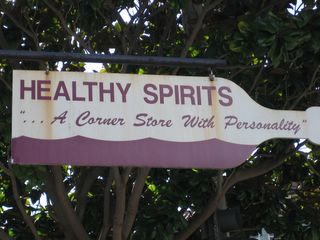 HEALTHY SPIRITS
"...A Corner Store With Personality"